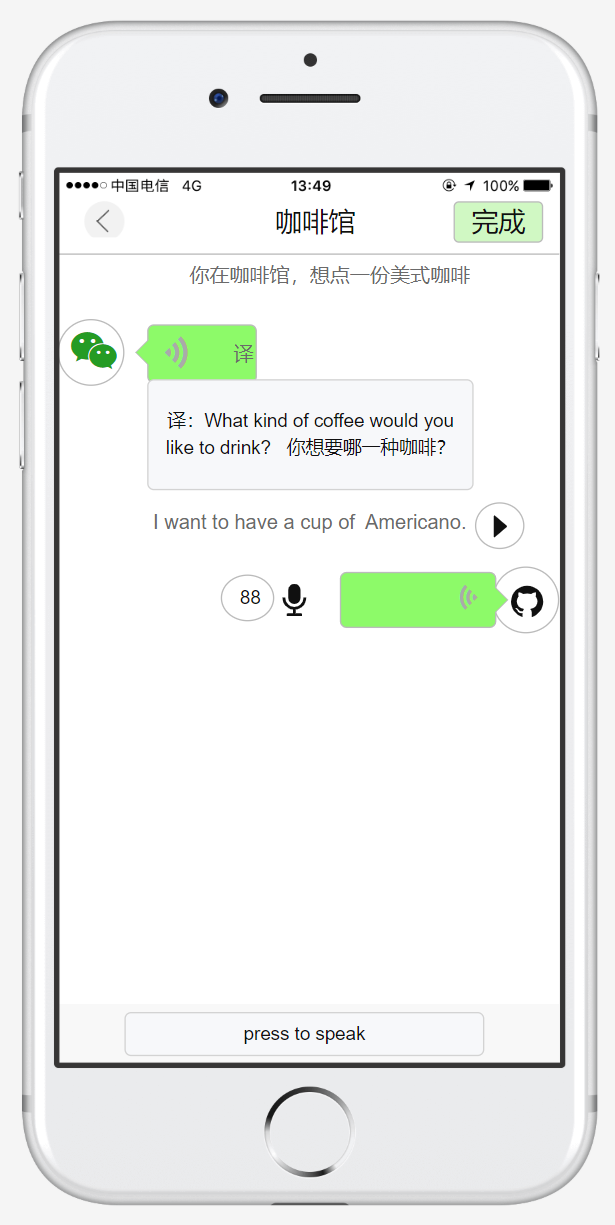 中国电信 4G 13:49 100%
咖啡馆 完成
你在咖啡馆，想点一份美式咖啡
译
译：What kind of coffee would you
like to drink? 你想要哪一种咖啡?
I want to have a cup of Americano.
88
press to speak